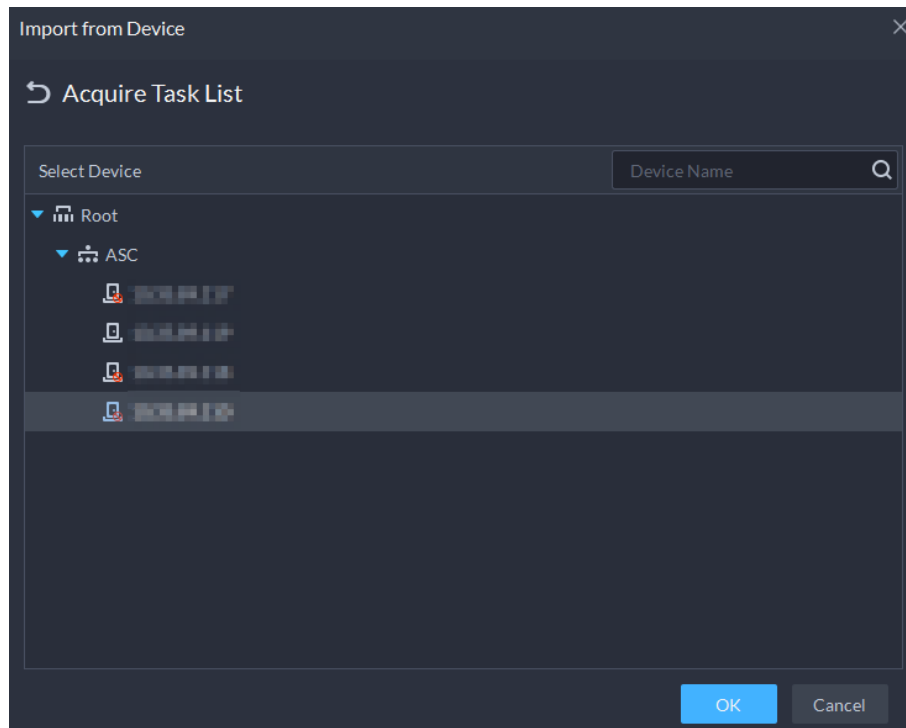 Import from Device
Acquire Task List
Select Device
Device Name
Root
ASC
OK
Cancel